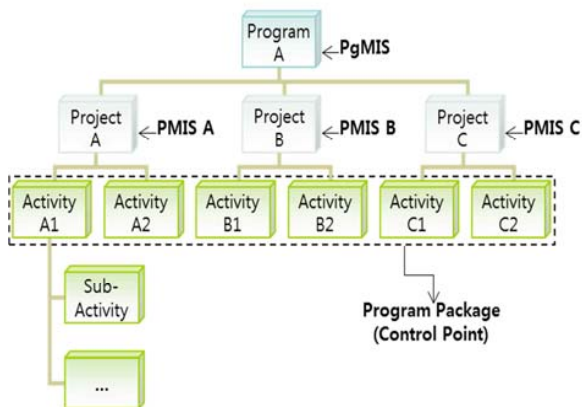 Program
A
PgMIS
Project
A
PMIS A
Project
B
PMIS B
Project
C
PMIS C
Activity
A1
Activity
A2
Activity
B1
Activity
B2
Activity
C1
Activity
C2
Sub-
Activity
...
Program Package
(Control Point)